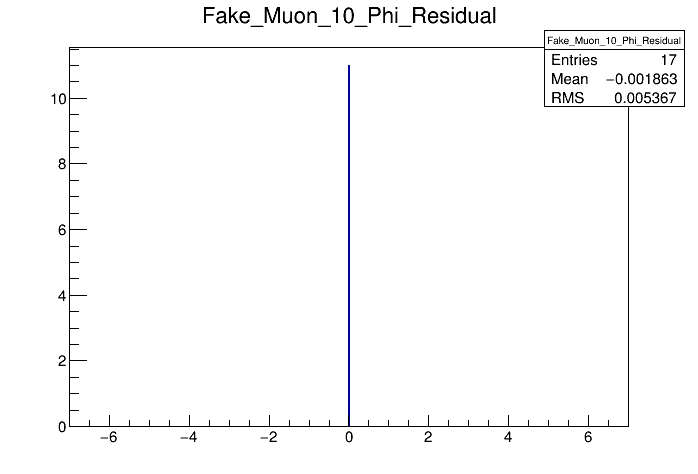 Fake_Muon_10_Phi_Residual
Fake_Muon_10_Phi_Residual
Entries 17
Mean −0.001863
RMS 0.005367
10
8
6
4
2
0
−6 −4 −2 0 2 4 6